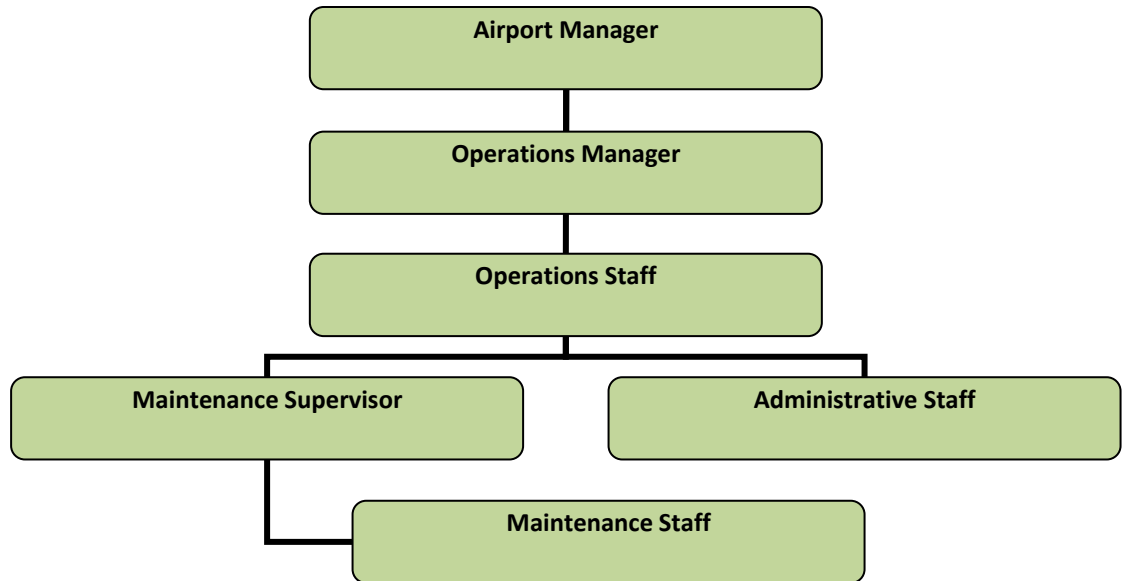 Airport Manager
Operations Manager
Operations Staff
Maintenance Supervisor
Administrative Staff
Maintenance Staff